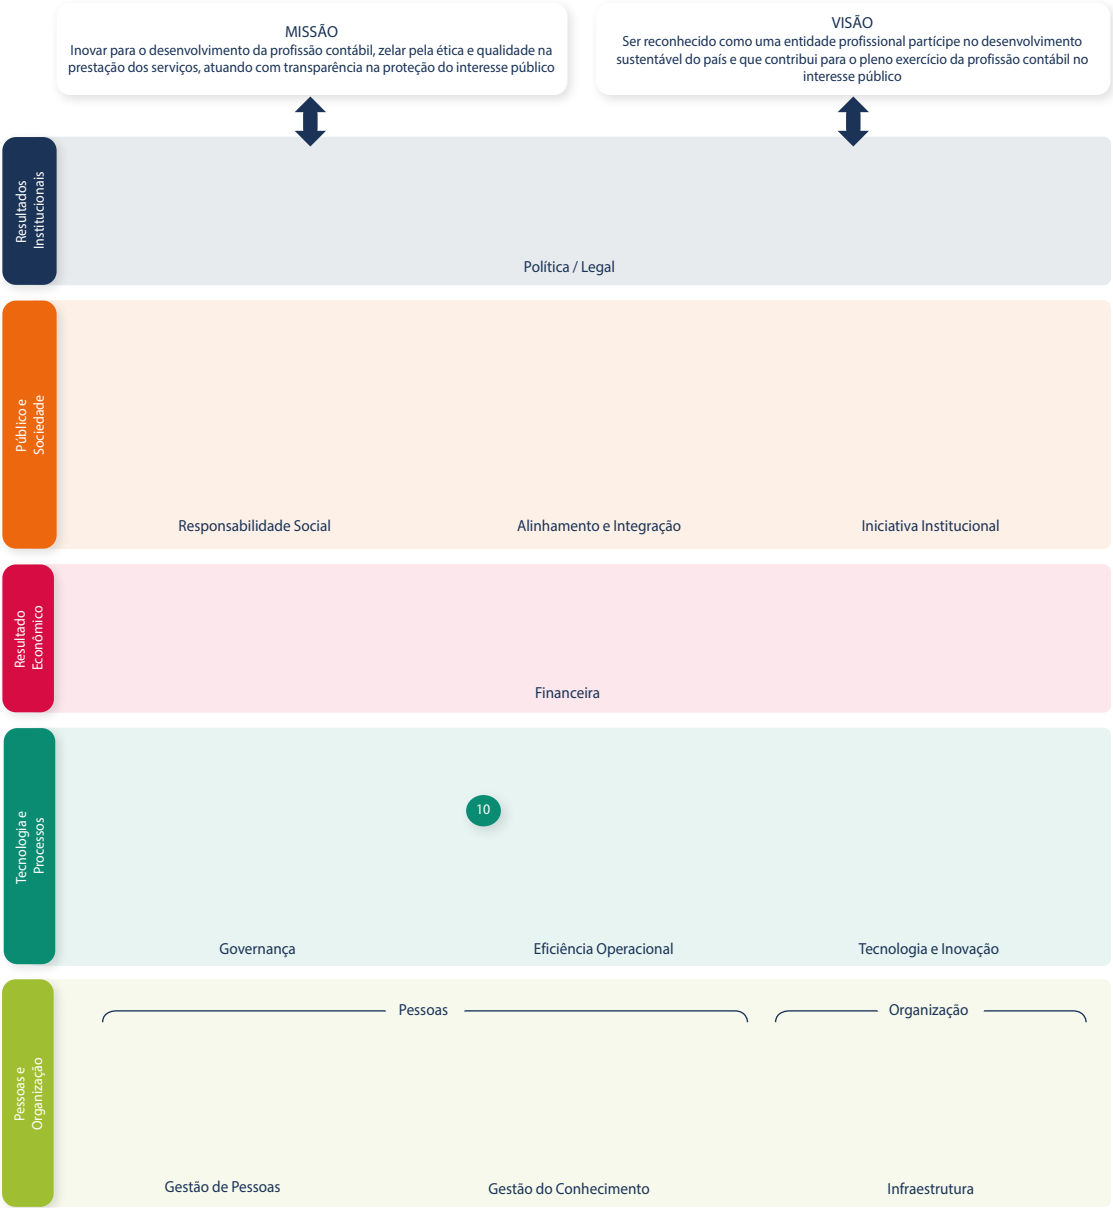 MISSÃO
Inovar para o desenvolvimento da profissão contábil, zelar pela ética e qualidade na
prestação dos serviços, atuando com transparência na proteção do interesse público
VISÃO
Ser reconhecido como uma entidade profissional partícipe no desenvolvimento
sustentável do país e que contribui para o pleno exercício da profissão contábil no
interesse público
Resultados
Institucionais
Política / Legal
Público e
Sociedade
Responsabilidade Social
Alinhamento e Integração
Iniciativa Institucional
Resultado
Econômico
Financeira
Tecnologia e
Processos
10
Governança
Eficiência Operacional
Tecnologia e Inovação
Pessoas e
Organização
Pessoas
Organização
Gestão de Pessoas
Gestão do Conhecimento
Infraestrutura